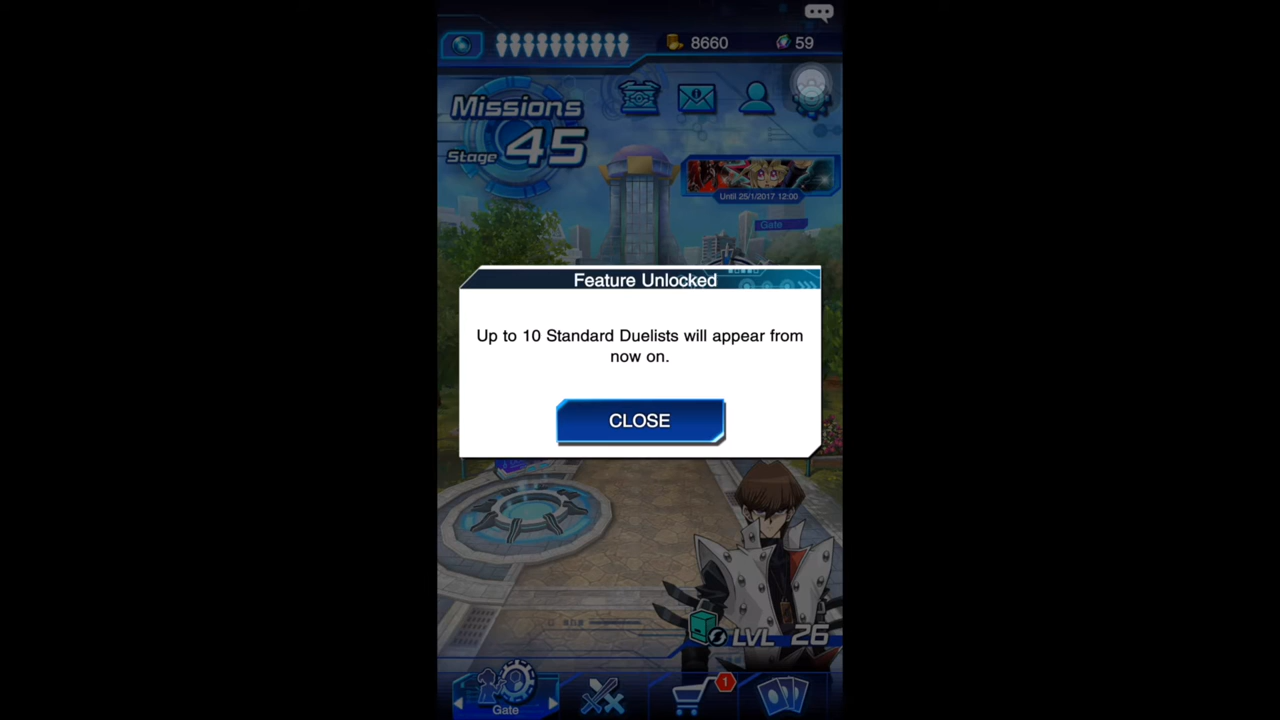 8660
59
Missions
Stage 45
Until 25/1/2017 12:00
Gate
Feature Unlocked
Up to 10 Standard Duelists will appear from
now on.
CLOSE
LVL 26
1
Gate